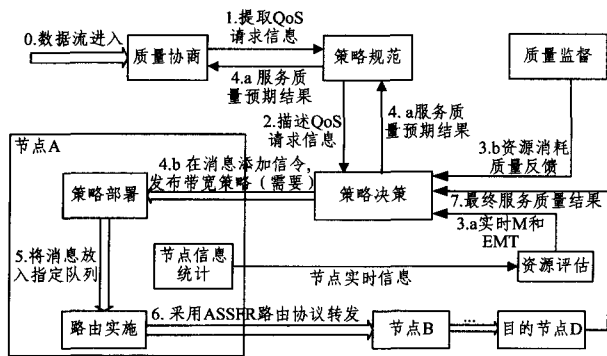 0.数据流进入
质量协商
1.提取QoS
请求信息
4.a 服务质
量预期结果
策略规范
质量监督
2.描述QoS
请求信息
4. a服务质
量预期结果
3.b资源消耗
质量反馈
节点A
4.b 在消息添加信令,
发布带宽策略（需要）
策略部署
策略决策
7.最终服务质量结果
3.a实时M和
EMT
5.将消息放
入指定队列
节点信息
统计
节点实时信息
资源评估
路由实施
6. 采用ASSFR路由协议转发
节点B
...
目的节点D